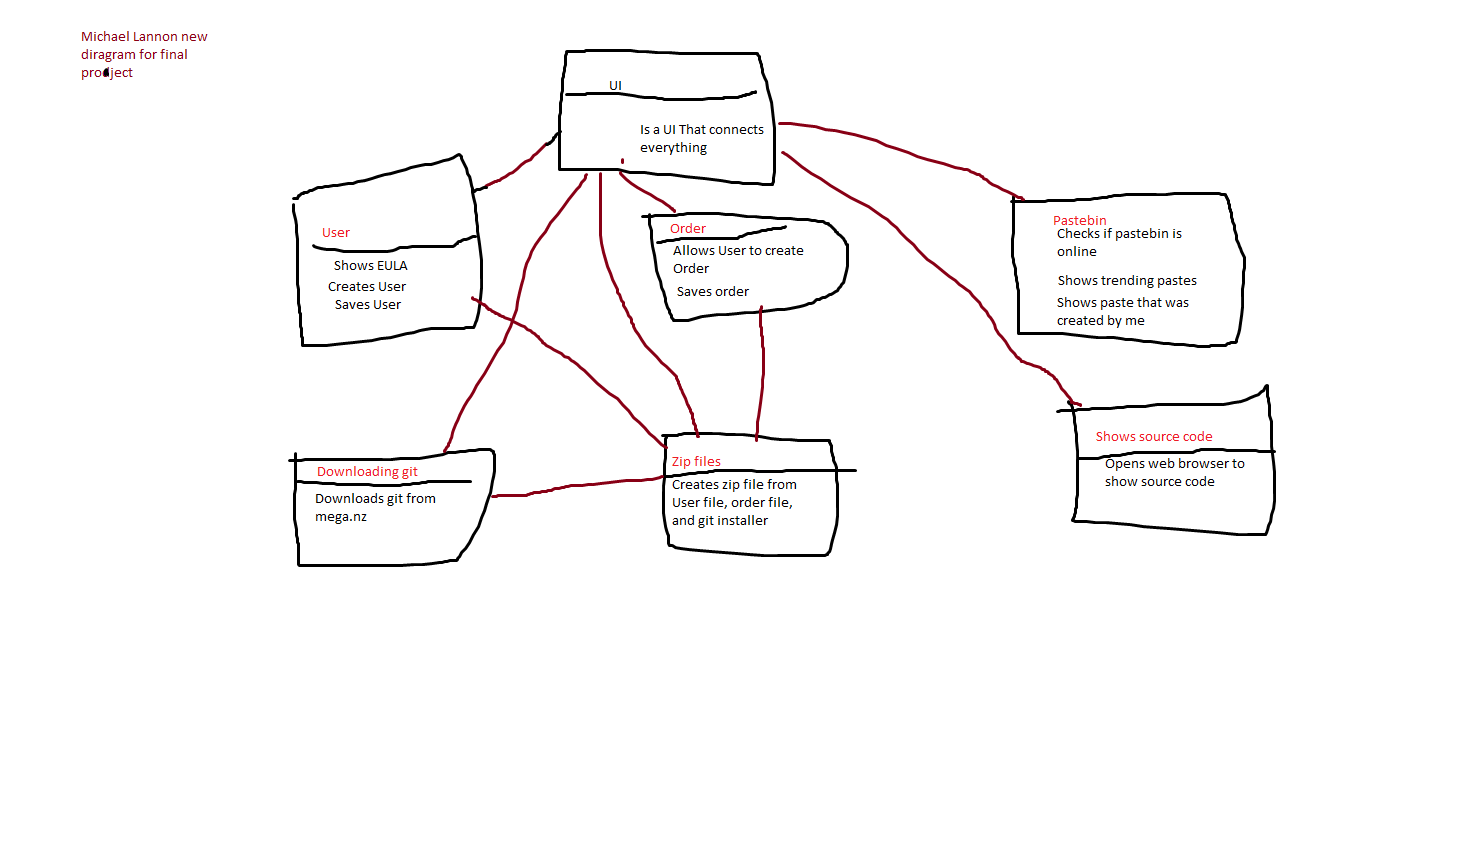 Michael Lannon new
diragram for final
prodject
UI
Is a UI That connects
everything
User
Shows EULA
Creates User
Saves User
Order
Allows User to create
Order
Saves order
Pastebin
Checks if pastebin is
online
Shows trending pastes
Shows paste that was
created by me
Downloading git
Downloads git from
mega.nz
Zip files
Creates zip file from
User file, order file,
and git installer
Shows source code
Opens web browser to
show source code